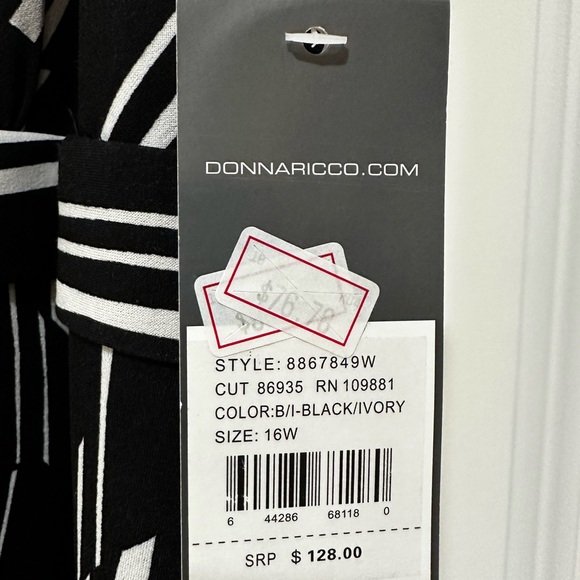 DONNARICCO.COM
$76.78
STYLE: 8867849W
CUT 86935 RN 109881
COLOR:B/I-BLACK/IVORY
SIZE: 16W
6 44286 68118 0
SRP $ 128.00